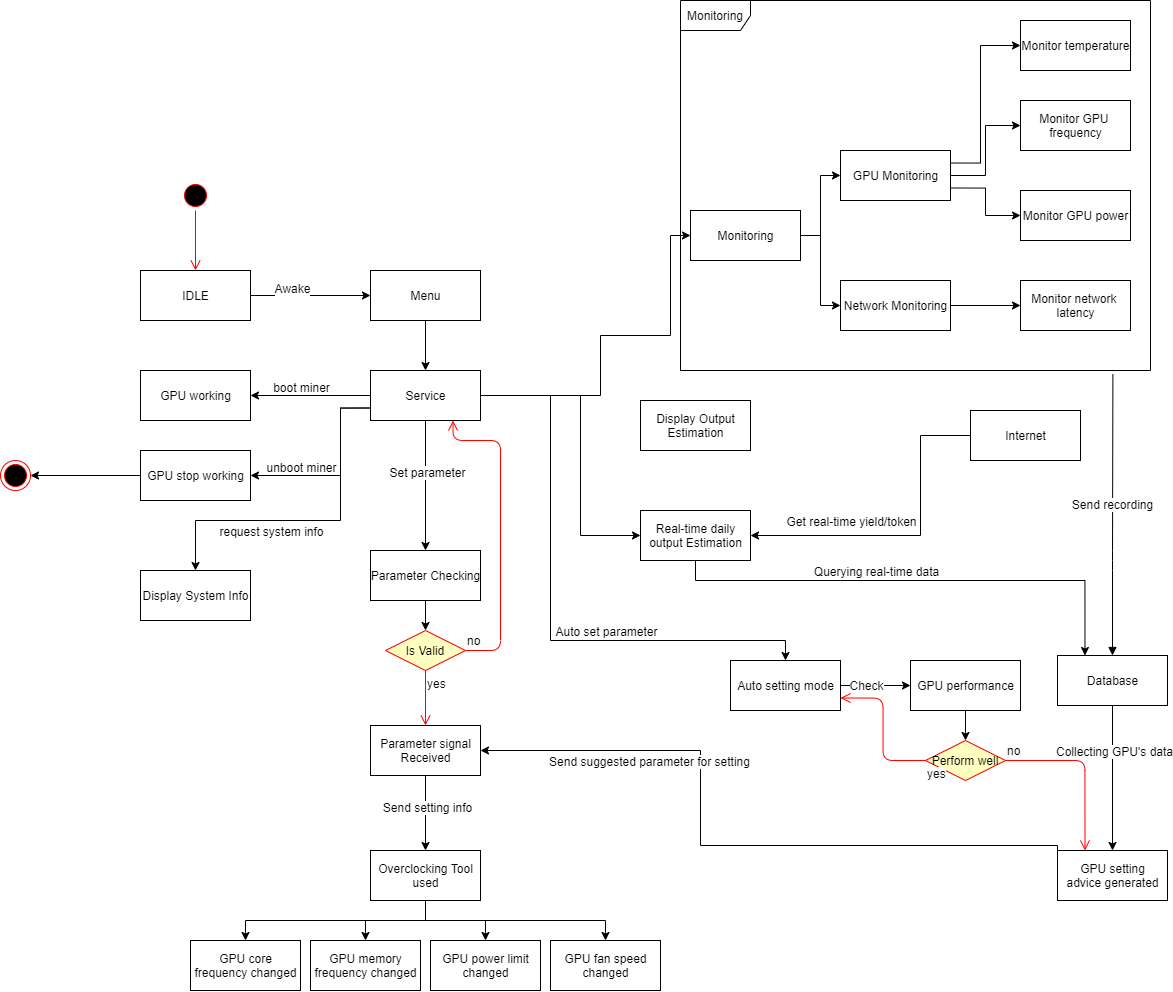 Monitoring
Monitor temperature
Monitor GPU
frequency
GPU Monitoring
Monitor GPU power
Monitoring
IDLE
Awake
Menu
Network Monitoring
Monitor network
latency
GPU working
boot miner
Service
Display Output
Estimation
Internet
GPU stop working
unboot miner
Set parameter
Send recording
request system info
Real-time daily
output Estimation
Get real-time yield/token
Display System Info
Parameter Checking
Querying real-time data
Is Valid
no
Auto set parameter
yes
Auto setting mode
Check
GPU performance
Database
Parameter signal
Received
Send suggested parameter for setting
Perform well
yes
no
Collecting GPU's data
Send setting info
Overclocking Tool
used
GPU setting
advice generated
GPU core
frequency changed
GPU memory
frequency changed
GPU power limit
changed
GPU fan speed
changed